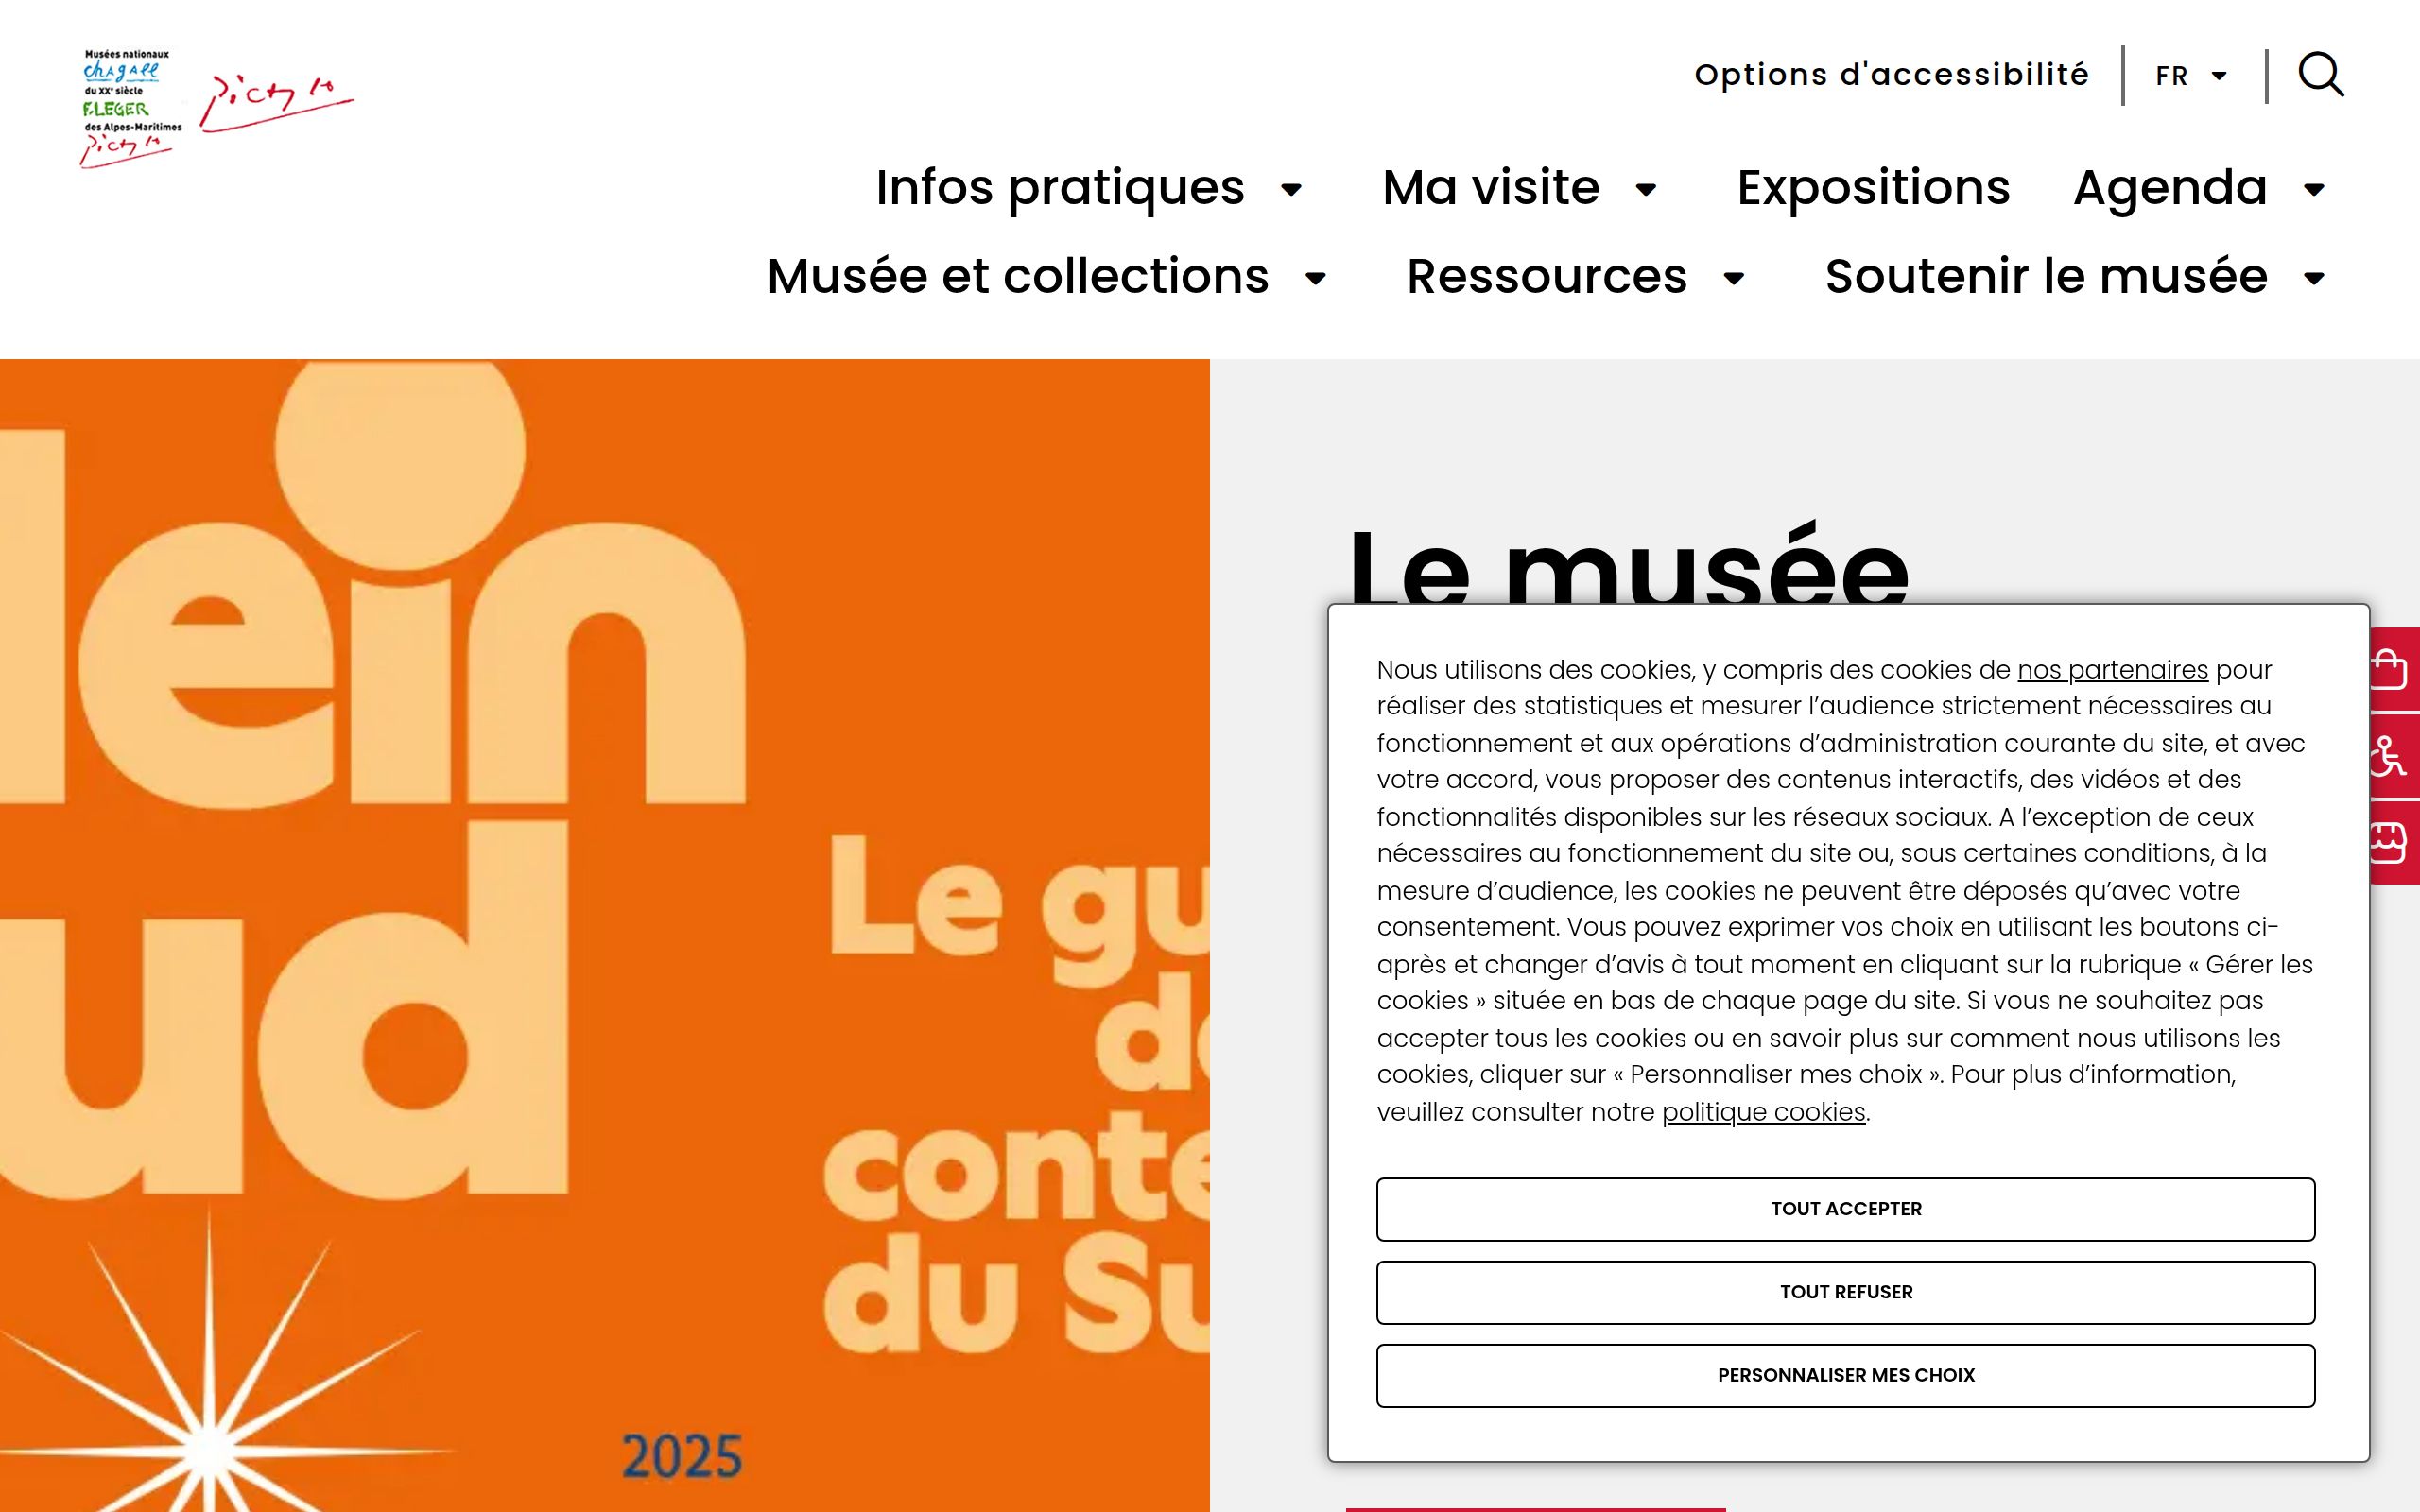 Musées nationaux
chagall
du XXᵉ siècle
F.LEGER
des Alpes-Maritimes
Picasso
Picasso
Options d'accessibilité
FR
Infos pratiques
Ma visite
Expositions
Agenda
Musée et collections
Ressources
Soutenir le musée
lein
ud
Le gu
de
conte
du Su
2025
Le musée
Nous utilisons des cookies, y compris des cookies de nos partenaires pour
réaliser des statistiques et mesurer l’audience strictement nécessaires au
fonctionnement et aux opérations d’administration courante du site, et avec
votre accord, vous proposer des contenus interactifs, des vidéos et des
fonctionnalités disponibles sur les réseaux sociaux. A l’exception de ceux
nécessaires au fonctionnement du site ou, sous certaines conditions, à la
mesure d’audience, les cookies ne peuvent être déposés qu’avec votre
consentement. Vous pouvez exprimer vos choix en utilisant les boutons ci-
après et changer d’avis à tout moment en cliquant sur la rubrique « Gérer les
cookies » située en bas de chaque page du site. Si vous ne souhaitez pas
accepter tous les cookies ou en savoir plus sur comment nous utilisons les
cookies, cliquer sur « Personnaliser mes choix ». Pour plus d’information,
veuillez consulter notre politique cookies.
TOUT ACCEPTER
TOUT REFUSER
PERSONNALISER MES CHOIX